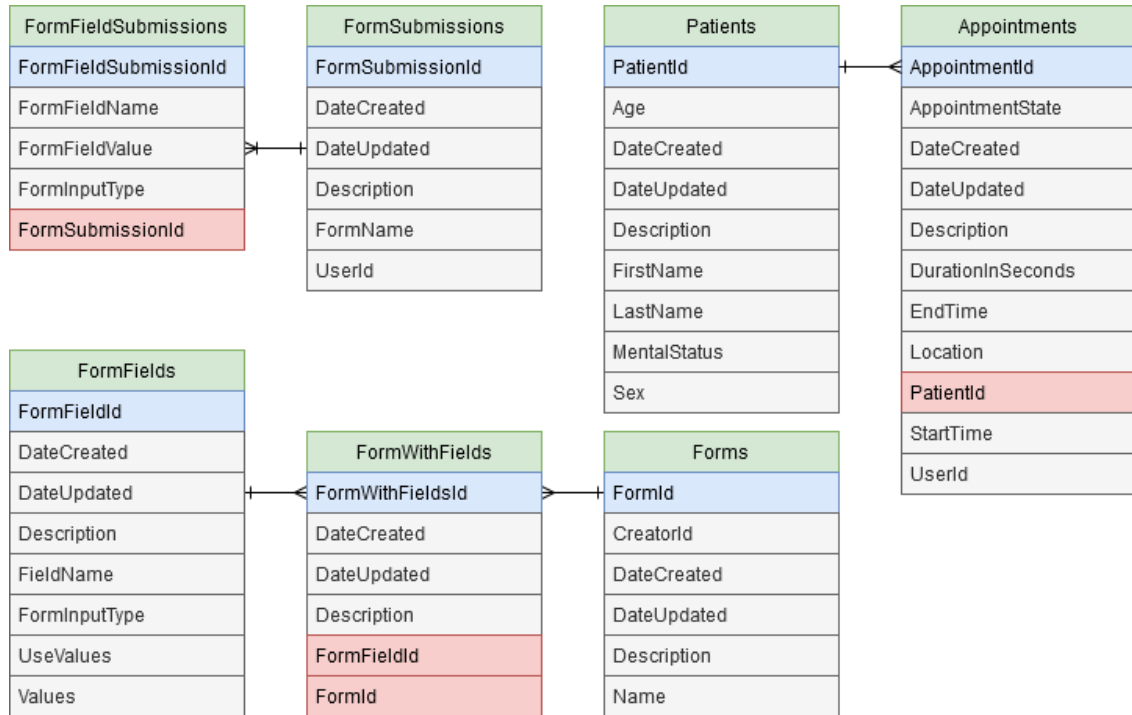 FormFieldSubmissions
FormFieldSubmissionId
FormFieldName
FormFieldValue
FormInputType
FormSubmissionId
FormSubmissions
FormSubmissionId
DateCreated
DateUpdated
Description
FormName
UserId
Patients
PatientId
Age
DateCreated
DateUpdated
Description
FirstName
LastName
MentalStatus
Sex
Appointments
AppointmentId
AppointmentState
DateCreated
DateUpdated
Description
DurationInSeconds
EndTime
Location
PatientId
StartTime
UserId
FormFields
FormFieldId
DateCreated
DateUpdated
Description
FieldName
FormInputType
UseValues
Values
FormWithFields
FormWithFieldsId
DateCreated
DateUpdated
Description
FormFieldId
FormId
Forms
FormId
CreatorId
DateCreated
DateUpdated
Description
Name